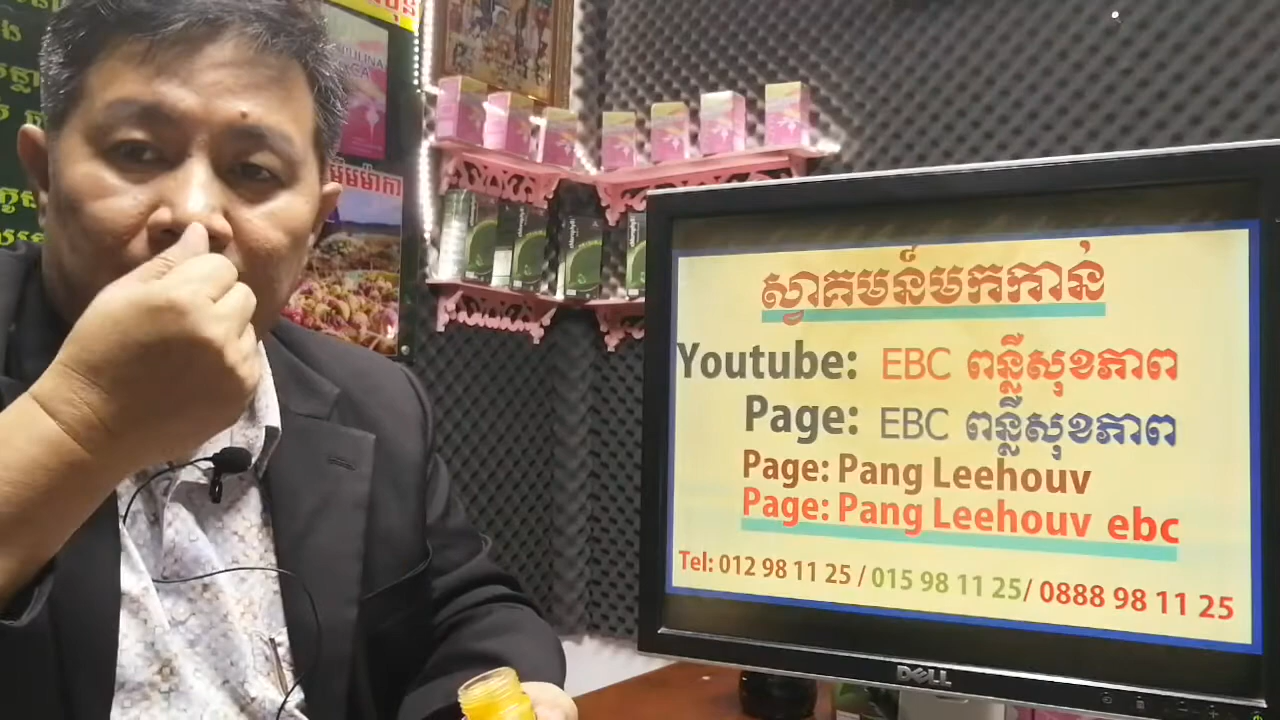 PULINA
ស្វាគមន៍មកកាន់
Youtube: EBC ពន្លឺសុខភាព
Page: EBC ពន្លឺសុខភាព
Page: Pang Leehouv
Page: Pang Leehouv ebc
Tel: 012 98 11 25 / 015 98 11 25/ 0888 98 11 25
DELL